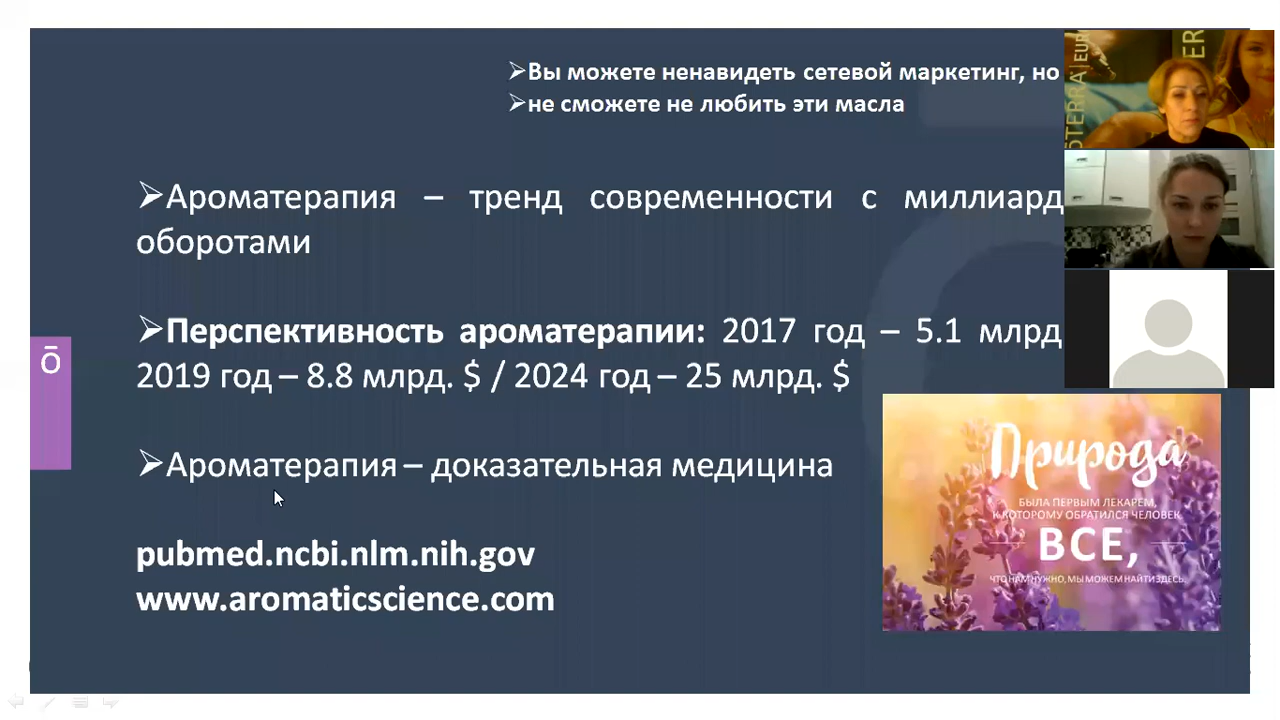 ➢Вы можете ненавидеть сетевой маркетинг, но
➢не сможете не любить эти масла
➢Ароматерапия – тренд современности с миллиард
оборотами
➢Перспективность ароматерапии: 2017 год – 5.1 млрд
2019 год – 8.8 млрд. $ / 2024 год – 25 млрд. $
➢Ароматерапия – доказательная медицина
pubmed.ncbi.nlm.nih.gov
www.aromaticscience.com
ō
Природа
БЫЛА ПЕРВЫМ ЛЕКАРЕМ,
К КОТОРОМУ ОБРАТИЛСЯ ЧЕЛОВЕК.
ВСЕ,
ЧТО НАМ НУЖНО, МЫ МОЖЕМ НАЙТИ ЗДЕСЬ.
STERRA
EUR
ER